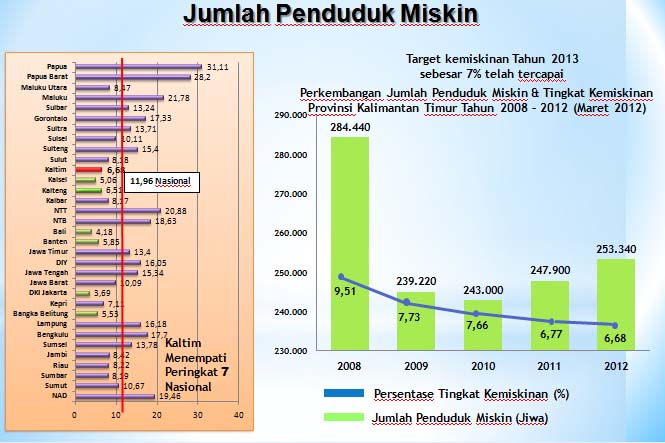 Jumlah Penduduk Miskin
Papua 31,11
Papua Barat 28,2
Maluku Utara 8,47
Maluku 21,78
Sulbar 13,24
Gorontalo 17,33
Sultra 13,71
Sulsel 10,11
Sulteng 15,4
Sulut 8,18
Kaltim 6,68
Kalsel 5,06
Kalteng 6,51
Kalbar 8,17
NTT 20,88
NTB 18,63
Bali 4,18
Banten 5,85
Jawa Timur 13,4
DIY 16,05
Jawa Tengah 15,34
Jawa Barat 10,09
DKI Jakarta 3,69
Kepri 7,11
Bangka Belitung 5,53
Lampung 16,18
Bengkulu 17,7
Sumsel 13,78
Jambi 8,42
Riau 8,22
Sumbar 8,19
Sumut 10,67
NAD 19,46
0 10 20 30 40
11,96 Nasional
Kaltim
Menempati
Peringkat 7
Nasional
Target kemiskinan Tahun 2013
sebesar 7% telah tercapai
Perkembangan Jumlah Penduduk Miskin & Tingkat Kemiskinan
Provinsi Kalimantan Timur Tahun 2008 - 2012 (Maret 2012)
290.000
280.000
270.000
260.000
250.000
240.000
230.000
284.440
239.220
243.000
247.900
253.340
9,51
7,73
7,66
6,77
6,68
2008 2009 2010 2011 2012
Persentase Tingkat Kemiskinan (%)
Jumlah Penduduk Miskin (Jiwa)